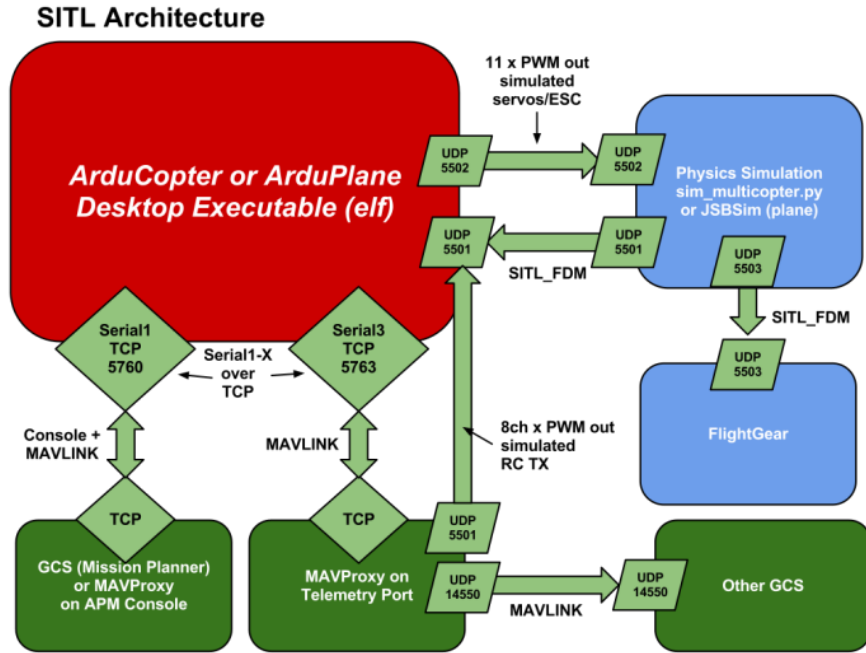 SITL Architecture
11 x PWM out
simulated
servos/ESC
ArduCopter or ArduPlane
Desktop Executable (elf)
UDP
5502
UDP
5502
Physics Simulation
sim_multicopter.py
or JSBSim (plane)
UDP
5501
UDP
5501
SITL_FDM
UDP
5503
SITL_FDM
UDP
5503
FlightGear
Serial1
TCP
5760
Serial1-X
over
TCP
Serial3
TCP
5763
Console +
MAVLINK
MAVLINK
8ch x PWM out
simulated
RC TX
TCP
GCS (Mission Planner)
or MAVProxy
on APM Console
TCP
MAVProxy on
Telemetry Port
UDP
5501
UDP
14550
MAVLINK
UDP
14550
Other GCS